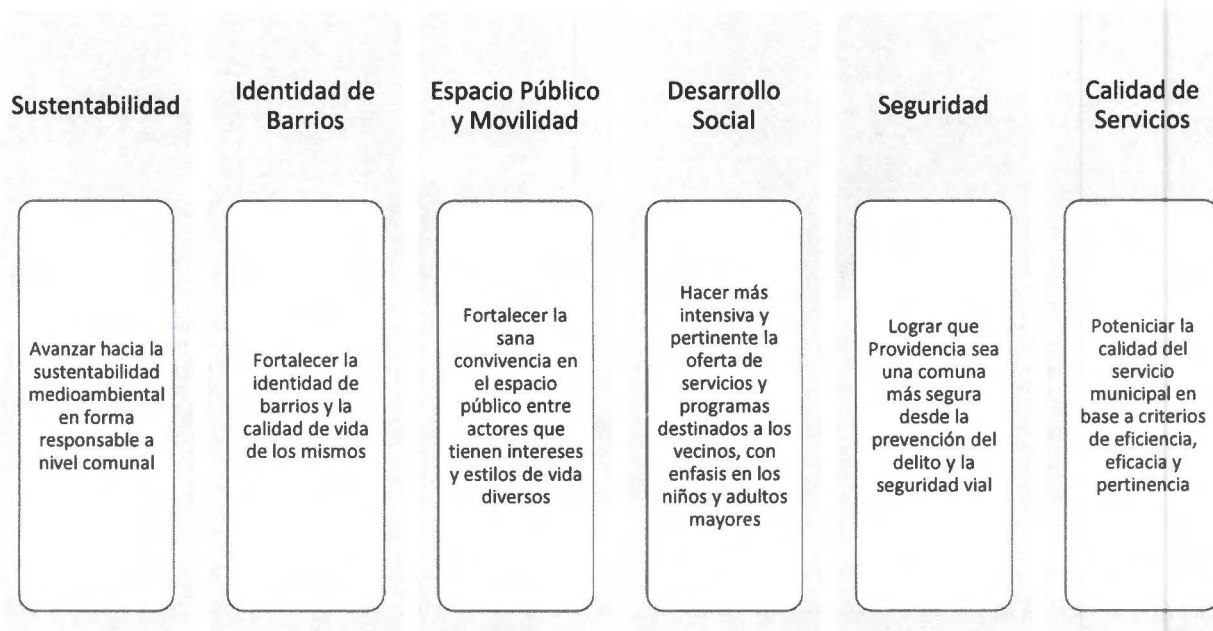 Sustentabilidad
Avanzar hacia la
sustentabilidad
medioambiental
en forma
responsable a
nivel comunal
Identidad de
Barrios
Fortalecer la
identidad de
barrios y la
calidad de vida
de los mismos
Espacio Público
y Movilidad
Fortalecer la
sana
convivencia en
el espacio
público entre
actores que
tienen intereses
y estilos de vida
diversos
Desarrollo
Social
Hacer más
intensiva y
pertinente la
oferta de
servicios y
programas
destinados a los
vecinos, con
enfasis en los
niños y adultos
mayores
Seguridad
Lograr que
Providencia sea
una comuna
más segura
desde la
prevención del
delito y la
seguridad vial
Calidad de
Servicios
Poteniciar la
calidad del
servicio
municipal en
base a criterios
de eficiencia,
eficacia y
pertinencia